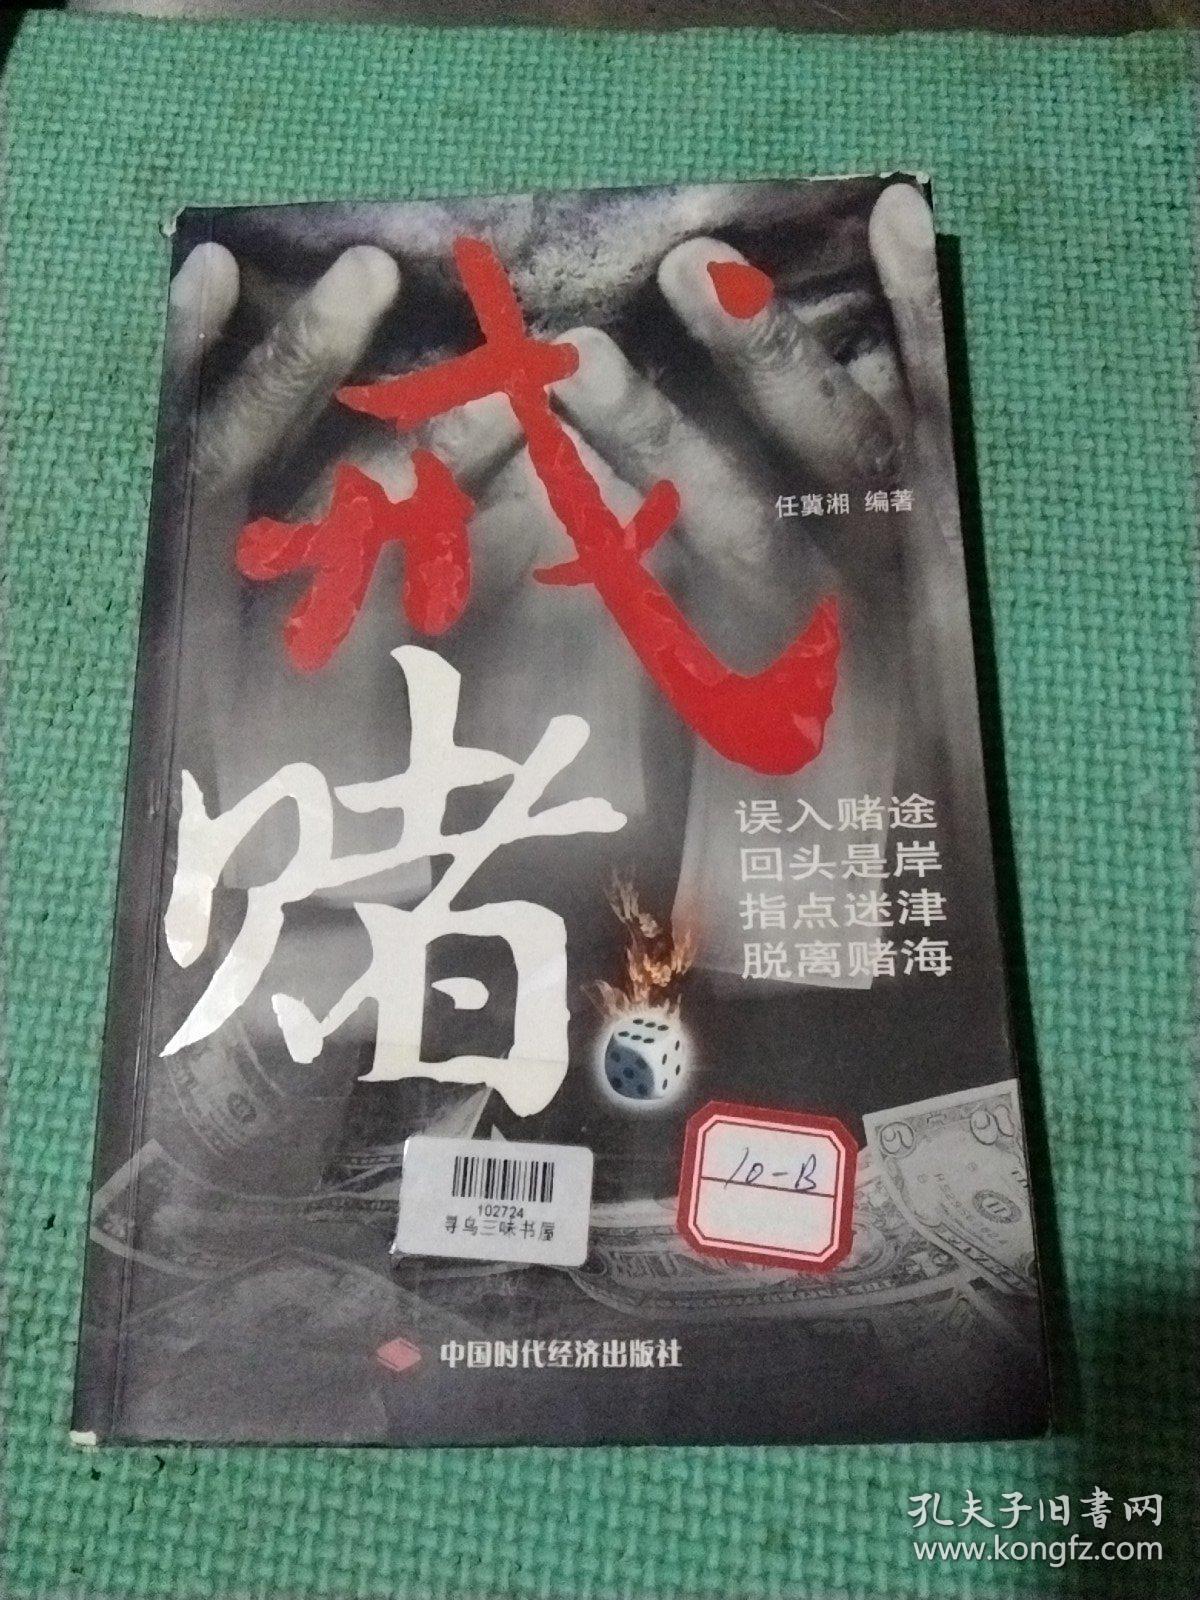 戒
赌
任冀湘 编著
误入赌途
回头是岸
指点迷津
脱离赌海
10-B
102724
寻乌三味书屋
中国时代经济出版社
孔夫子旧书网
www.kongfz.com